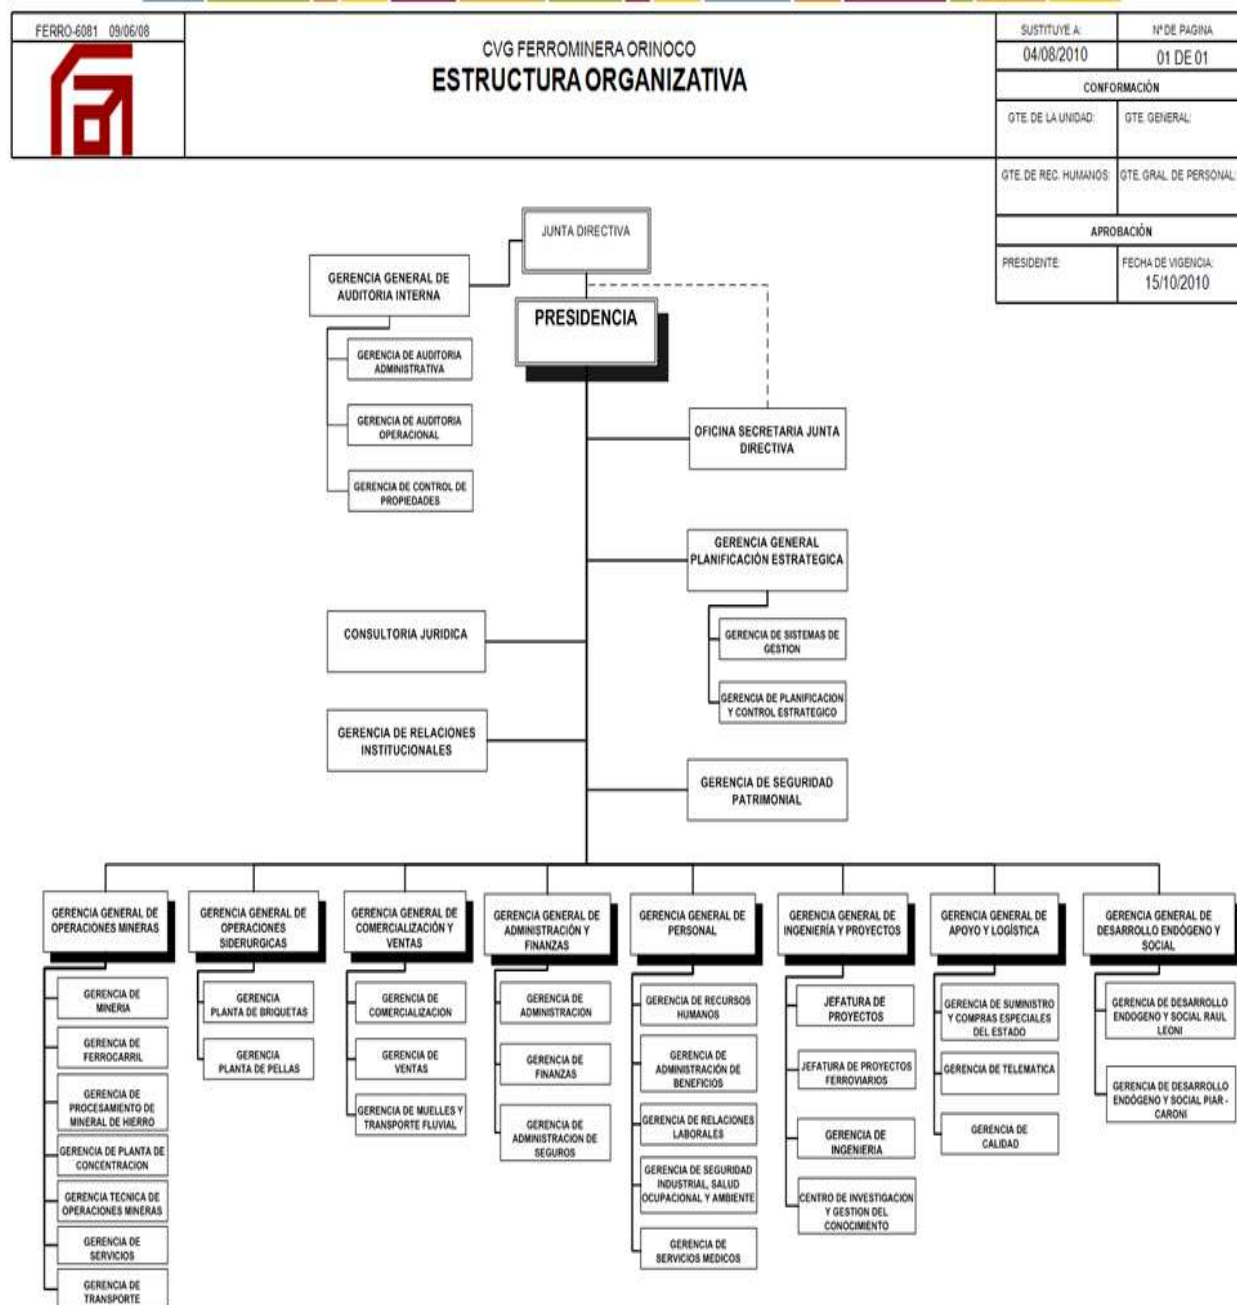 FERRO-6081 09/06/08
CVG FERROMINERA ORINOCO
ESTRUCTURA ORGANIZATIVA
SUSTITUYE A:
04/08/2010
Nº DE PAGINA
01 DE 01
CONFORMACIÓN
GTE. DE LA UNIDAD:
GTE. GENERAL:
GTE. DE REC. HUMANOS:
GTE. GRAL. DE PERSONAL:
APROBACIÓN
PRESIDENTE:
FECHA DE VIGENCIA:
15/10/2010
JUNTA DIRECTIVA
GERENCIA GENERAL DE
AUDITORIA INTERNA
PRESIDENCIA
GERENCIA DE AUDITORIA
ADMINISTRATIVA
GERENCIA DE AUDITORIA
OPERACIONAL
GERENCIA DE CONTROL DE
PROPIEDADES
OFICINA SECRETARIA JUNTA
DIRECTIVA
GERENCIA GENERAL
PLANIFICACIÓN ESTRATEGICA
GERENCIA DE SISTEMAS DE
GESTION
GERENCIA DE PLANIFICACION
Y CONTROL ESTRATEGICO
CONSULTORIA JURIDICA
GERENCIA DE RELACIONES
INSTITUCIONALES
GERENCIA DE SEGURIDAD
PATRIMONIAL
GERENCIA GENERAL DE
OPERACIONES MINERAS
GERENCIA DE
MINERIA
GERENCIA DE
FERROCARRIL
GERENCIA DE
PROCESAMIENTO DE
MINERAL DE HIERRO
GERENCIA DE PLANTA DE
CONCENTRACION
GERENCIA TECNICA DE
OPERACIONES MINERAS
GERENCIA DE
SERVICIOS
GERENCIA DE
TRANSPORTE
GERENCIA GENERAL DE
OPERACIONES
SIDERURGICAS
GERENCIA
PLANTA DE BRIQUETAS
GERENCIA
PLANTA DE PELLAS
GERENCIA GENERAL DE
COMERCIALIZACIÓN Y
VENTAS
GERENCIA DE
COMERCIALIZACION
GERENCIA DE
VENTAS
GERENCIA DE MUELLES Y
TRANSPORTE FLUVIAL
GERENCIA GENERAL DE
ADMINISTRACIÓN Y
FINANZAS
GERENCIA DE
ADMINISTRACION
GERENCIA DE
FINANZAS
GERENCIA DE
ADMINISTRACION DE
SEGUROS
GERENCIA GENERAL DE
PERSONAL
GERENCIA DE RECURSOS
HUMANOS
GERENCIA DE
ADMINISTRACIÓN DE
BENEFICIOS
GERENCIA DE RELACIONES
LABORALES
GERENCIA DE SEGURIDAD
INDUSTRIAL, SALUD
OCUPACIONAL Y AMBIENTE
GERENCIA DE
SERVICIOS MEDICOS
GERENCIA GENERAL DE
INGENIERÍA Y PROYECTOS
JEFATURA DE
PROYECTOS
JEFATURA DE PROYECTOS
FERROVIARIOS
GERENCIA DE
INGENIERIA
CENTRO DE INVESTIGACION
Y GESTION DEL
CONOCIMIENTO
GERENCIA GENERAL DE
APOYO Y LOGÍSTICA
GERENCIA DE SUMINISTRO
Y COMPRAS ESPECIALES
DEL ESTADO
GERENCIA DE TELEMATICA
GERENCIA DE
CALIDAD
GERENCIA GENERAL DE
DESARROLLO ENDÓGENO Y
SOCIAL
GERENCIA DE DESARROLLO
ENDOGENO Y SOCIAL RAUL
LEONI
GERENCIA DE DESARROLLO
ENDÓGENO Y SOCIAL PIAR -
CARONI